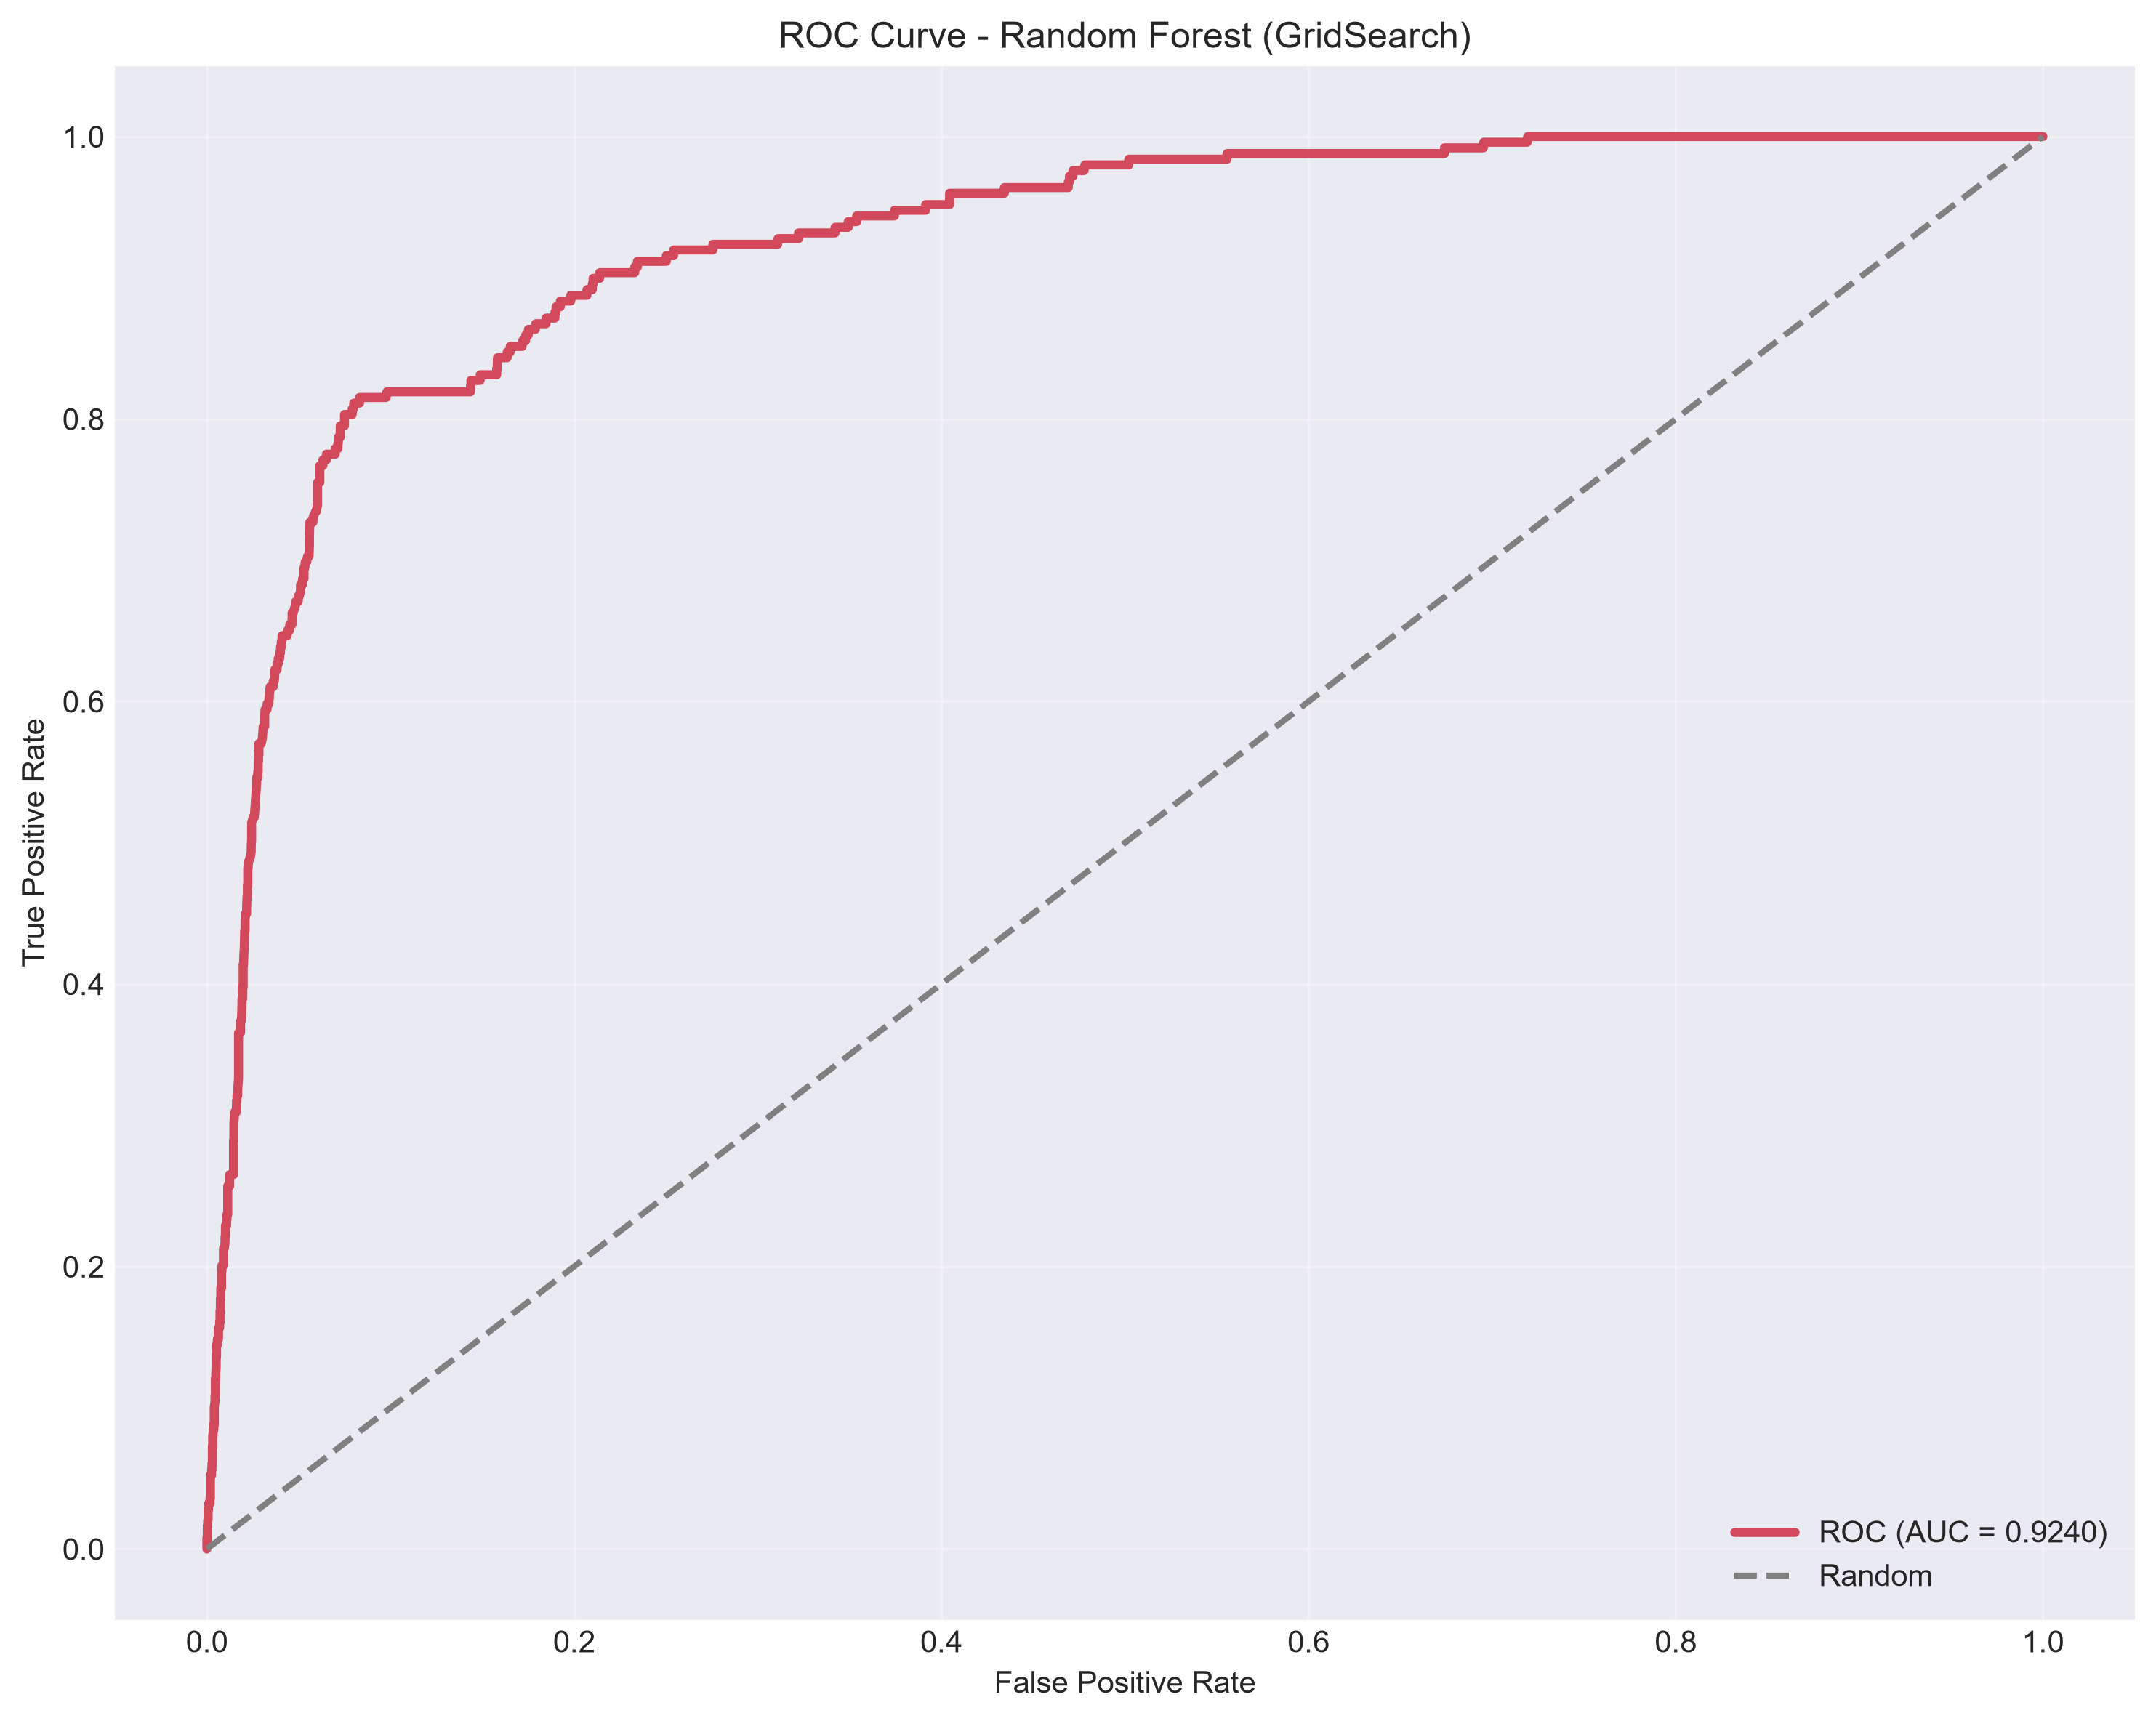 ROC Curve - Random Forest (GridSearch)
1.0
0.8
0.6
0.4
0.2
0.0
True Positive Rate
ROC (AUC = 0.9240)
Random
0.0 0.2 0.4 0.6 0.8 1.0
False Positive Rate